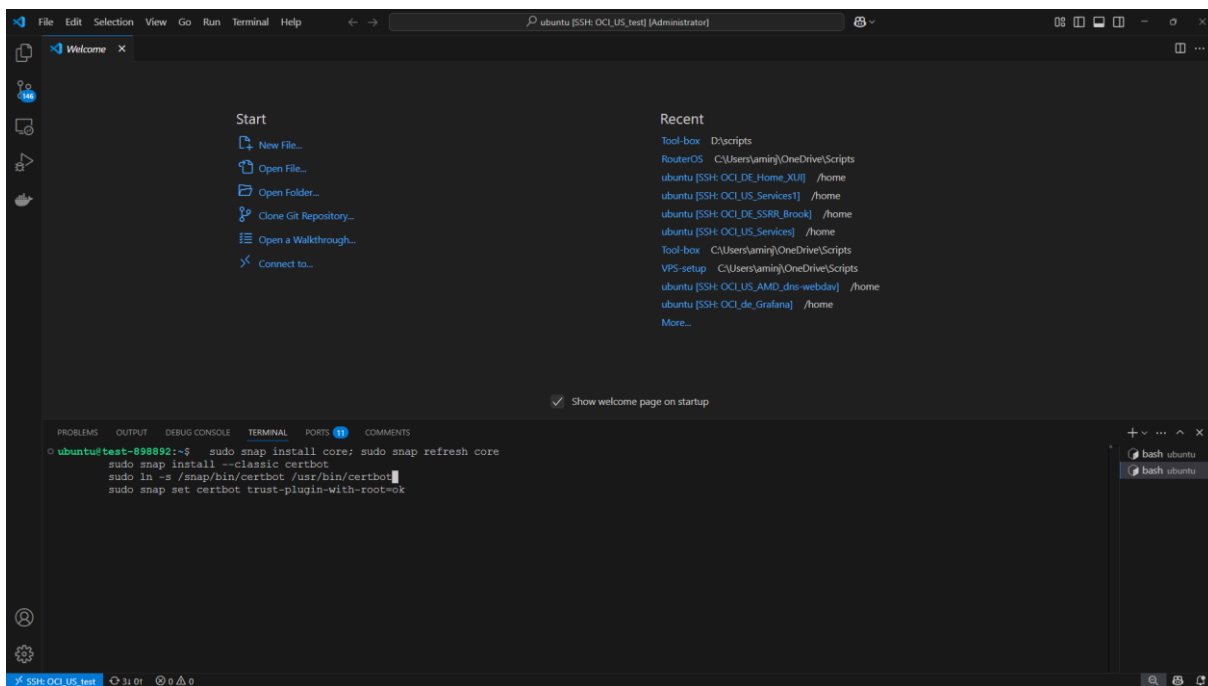 File Edit Selection View Go Run Terminal Help
ubuntu [SSH: OCI_US_test] [Administrator]
Welcome
146
Start
New File...
Open File...
Open Folder...
Clone Git Repository...
Open a Walkthrough...
Connect to...
Recent
Tool-box D:\scripts
RouterOS C:\Users\aminj\OneDrive\Scripts
ubuntu [SSH: OCI_DE_Home_XUI] /home
ubuntu [SSH: OCI_US_Services1] /home
ubuntu [SSH: OCI_DE_SSRR_Brook] /home
ubuntu [SSH: OCI_US_Services] /home
Tool-box C:\Users\aminj\OneDrive\Scripts
VPS-setup C:\Users\aminj\OneDrive\Scripts
ubuntu [SSH: OCI_US_AMD_dns-webdav] /home
ubuntu [SSH: OCI_de_Grafana] /home
More...
Show welcome page on startup
PROBLEMS OUTPUT DEBUG CONSOLE TERMINAL PORTS 11 COMMENTS
ubuntu@test-898892:~$ sudo snap install core; sudo snap refresh core
sudo snap install --classic certbot
sudo ln -s /snap/bin/certbot /usr/bin/certbot
sudo snap set certbot trust-plugin-with-root=ok
bash ubuntu
bash ubuntu
SSH: OCI_US_test 3↓ 0↑ 0 0